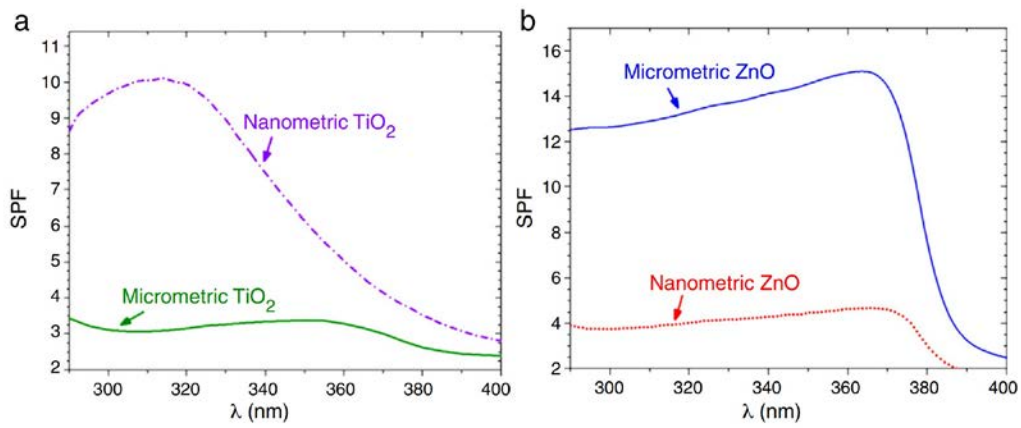 a
11
10
9
8
7
6
5
4
3
2
SPF
Nanometric TiO2
Micrometric TiO2
300 320 340 360 380 400
λ (nm)
b
16
14
12
10
8
6
4
2
SPF
Micrometric ZnO
Nanometric ZnO
300 320 340 360 380 400
λ (nm)